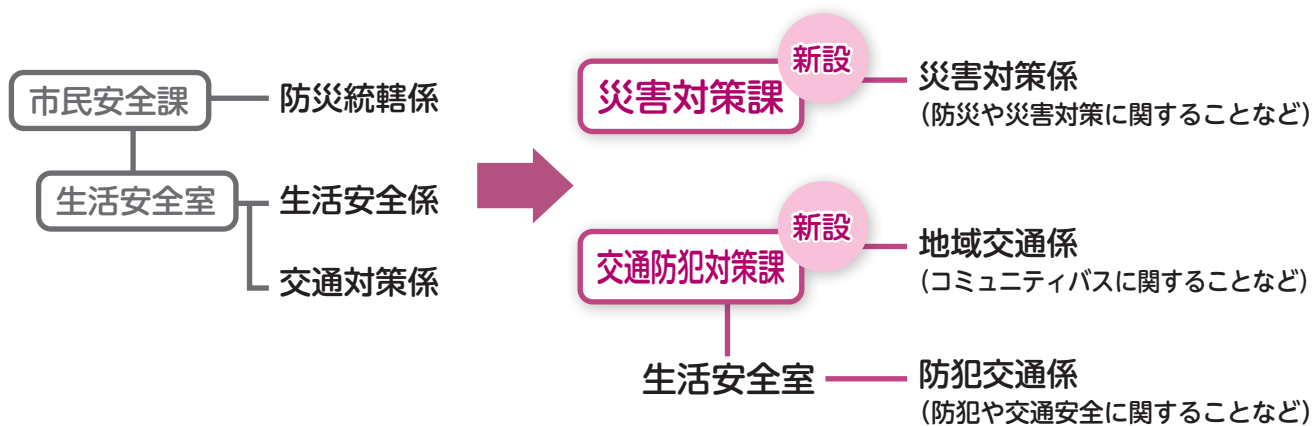 市民安全課
防災統轄係
生活安全室
生活安全係
交通対策係
災害対策課
新設
災害対策係
(防災や災害対策に関することなど)
交通防犯対策課
新設
地域交通係
(コミュニティバスに関することなど)
生活安全室
防犯交通係
(防犯や交通安全に関することなど)